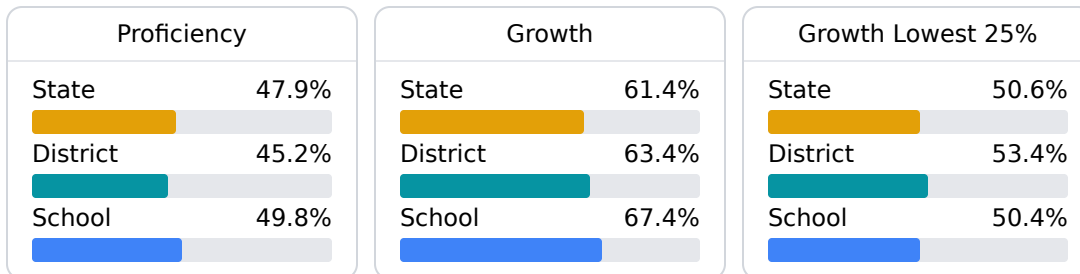 Proficiency
State 47.9%
District 45.2%
School 49.8%
Growth
State 61.4%
District 63.4%
School 67.4%
Growth Lowest 25%
State 50.6%
District 53.4%
School 50.4%